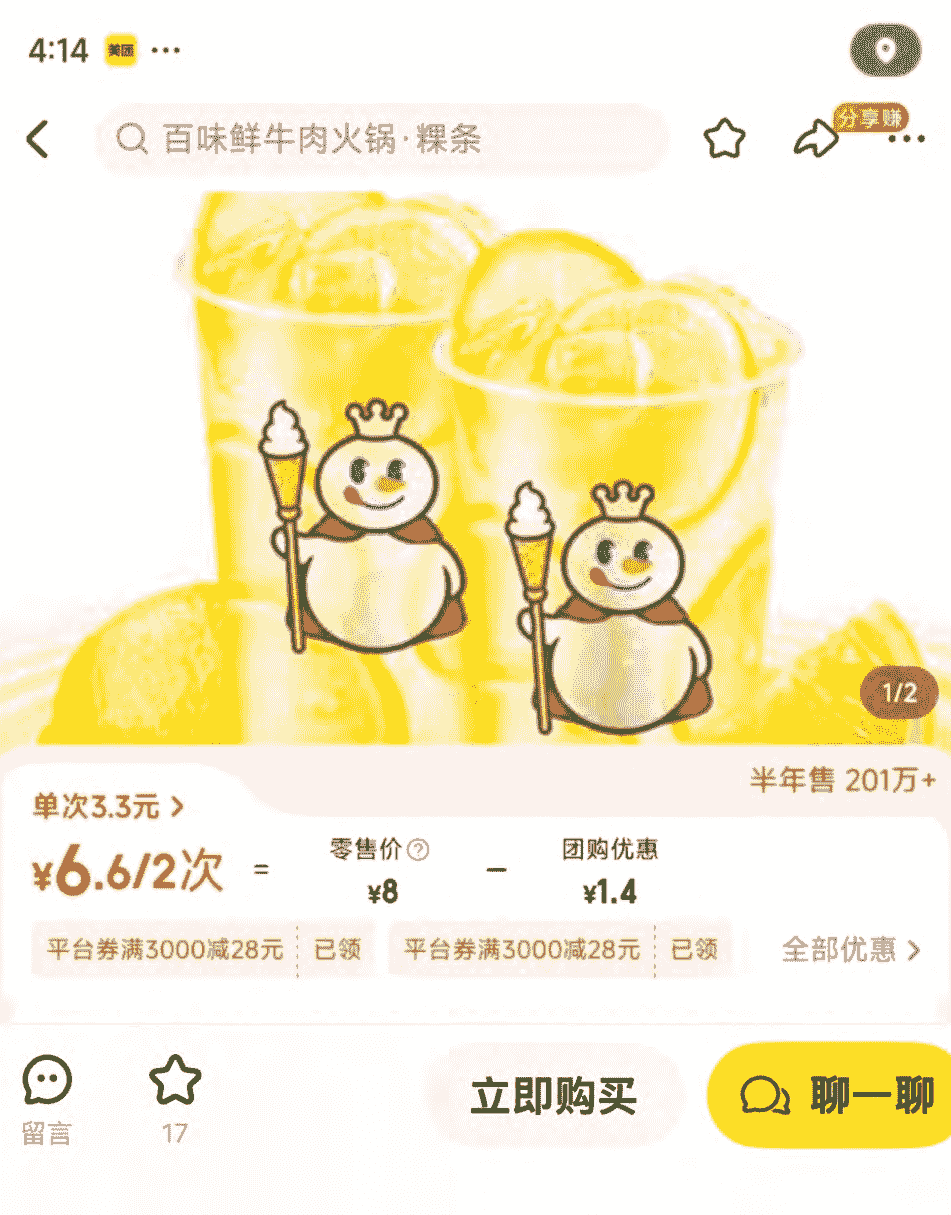 4:14 美团 ···
百味鲜牛肉火锅·粿条
分享赚
1/2
半年售 201万+
单次3.3元 >
¥6.6/2次 = 零售价? ¥8 – 团购优惠 ¥1.4
平台券满3000减28元 已领 平台券满3000减28元 已领 全部优惠 >
留言 17 立即购买 聊一聊